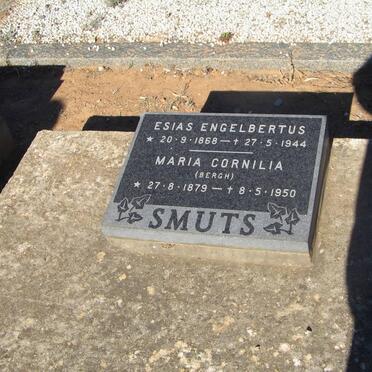 ESIAS ENGELBERTUS
* 20·9·1868 — † 27·5·1944
MARIA CORNILIA
(BERGH)
* 27·8·1879 — † 8·5·1950
SMUTS